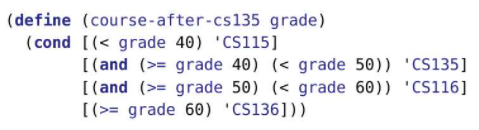 (define (course-after-cs135 grade)
(cond [(< grade 40) 'CS115]
[(and (>= grade 40) (< grade 50)) 'CS135]
[(and (>= grade 50) (< grade 60)) 'CS116]
[(>= grade 60) 'CS136]))